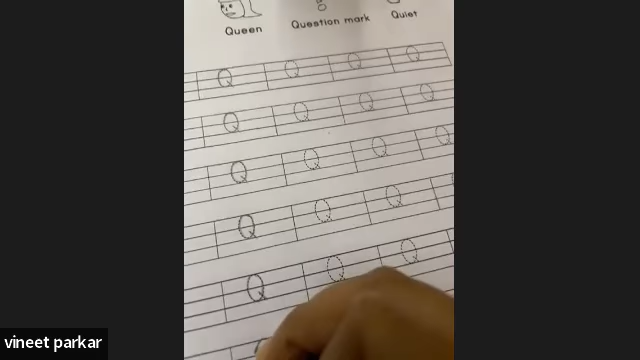 Queen Question mark Quiet
Q Q Q Q
Q Q Q Q
Q Q Q Q
Q Q Q
Q Q Q
vineet parkar